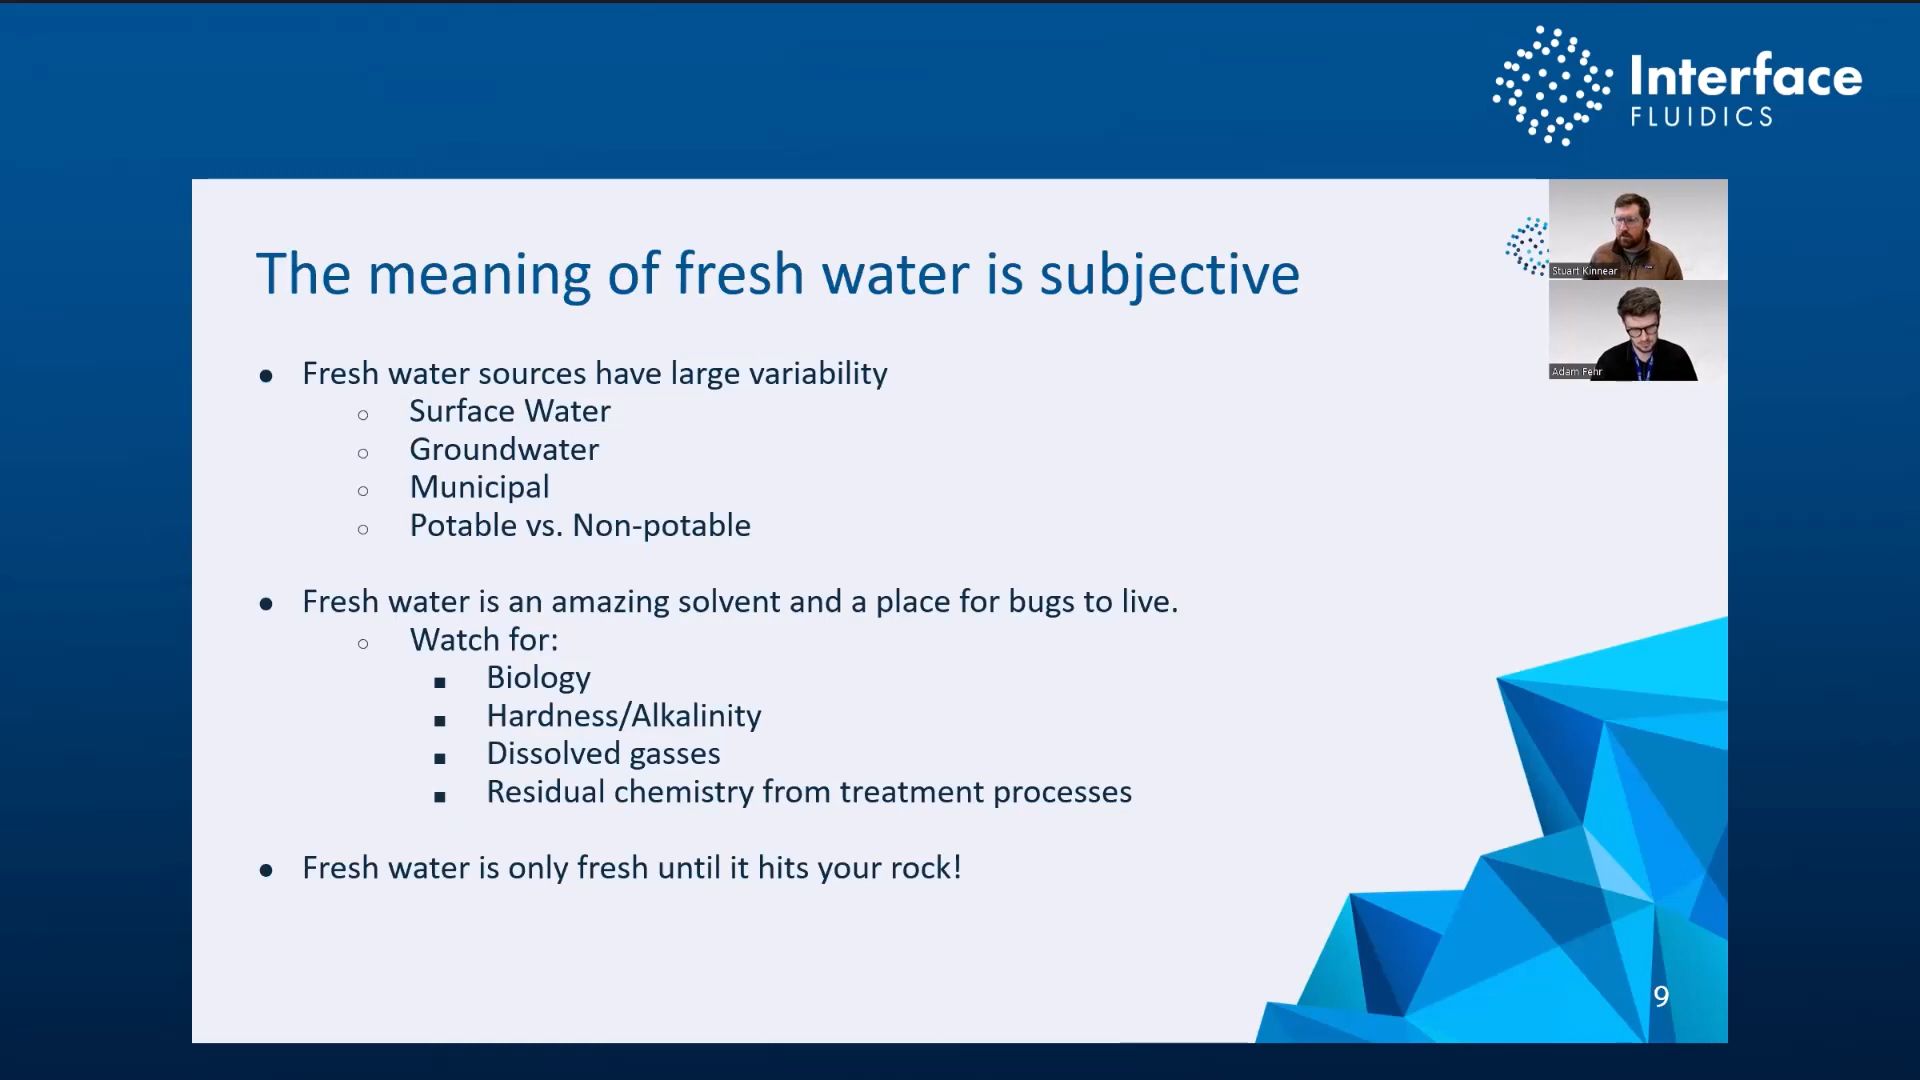 Interface
FLUIDICS
The meaning of fresh water is subjective
Stuart Kinnear
Adam Fehr
● Fresh water sources have large variability
○ Surface Water
○ Groundwater
○ Municipal
○ Potable vs. Non-potable
● Fresh water is an amazing solvent and a place for bugs to live.
○ Watch for:
■ Biology
■ Hardness/Alkalinity
■ Dissolved gasses
■ Residual chemistry from treatment processes
● Fresh water is only fresh until it hits your rock!
9